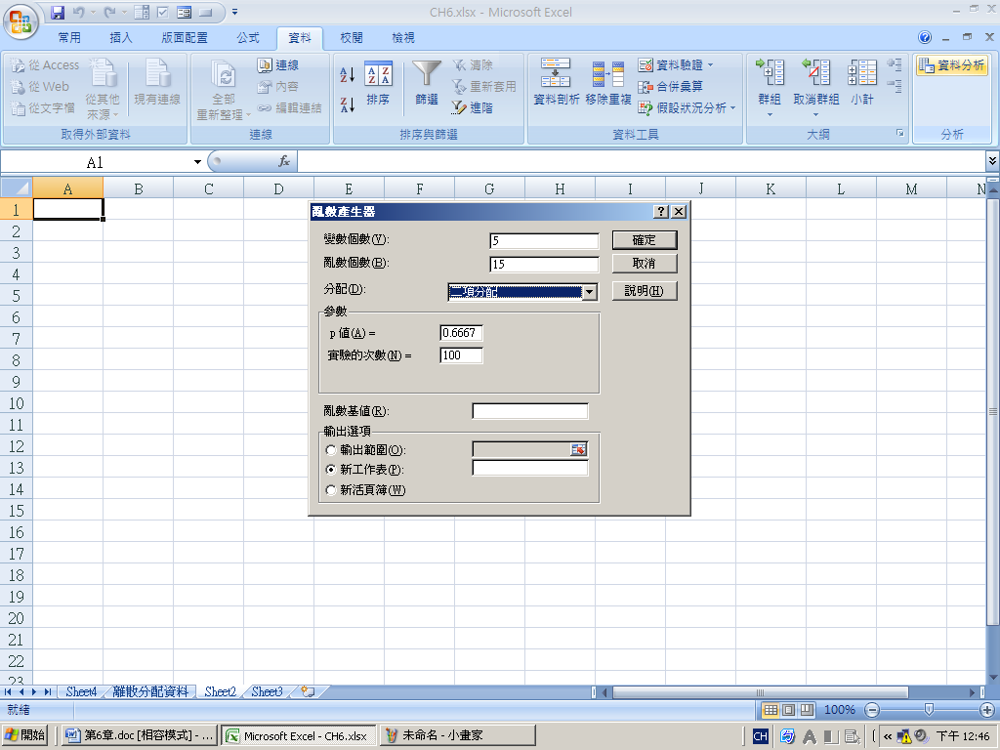 CH6.xlsx - Microsoft Excel
常用 插入 版面配置 公式 資料 校閱 檢視
從 Access
從 Web
從文字檔
從其他來源
現有連線
取得外部資料
全部重新整理
連線
內容
編輯連結
連線
排序
篩選
清除
重新套用
進階
排序與篩選
資料剖析
移除重複
資料驗證
合併彙算
假設狀況分析
資料工具
群組
取消群組
小計
大綱
資料分析
分析
A1
fx
A B C D E F G H I J K L M N
1
2
3
4
5
6
7
8
9
10
11
12
13
14
15
16
17
18
19
20
21
22
23
亂數產生器
變數個數(V): 5
亂數個數(B): 15
分配(D): 二項分配
參數
p 值(A) = 0.6667
實驗的次數(N) = 100
亂數基值(R):
輸出選項
輸出範圍(O):
新工作表(P):
新活頁簿(W)
確定
取消
說明(H)
Sheet4 離散分配資料 Sheet2 Sheet3
就緒
100%
開始
第6章.doc [相容模式] - ...
Microsoft Excel - CH6.xlsx
未命名 - 小畫家
CH
下午 12:46